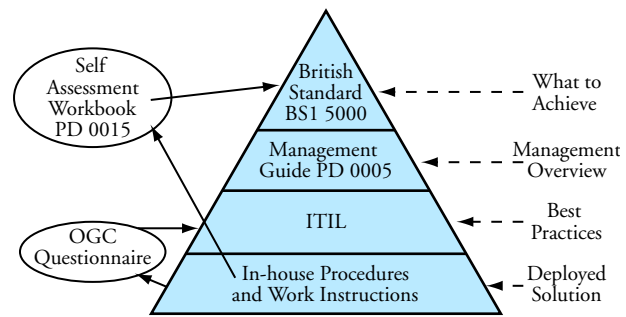 Self
Assessment
Workbook
PD 0015
British
Standard
BS1 5000
What to
Achieve
Management
Guide PD 0005
Management
Overview
OGC
Questionnaire
ITIL
Best
Practices
In-house Procedures
and Work Instructions
Deployed
Solution